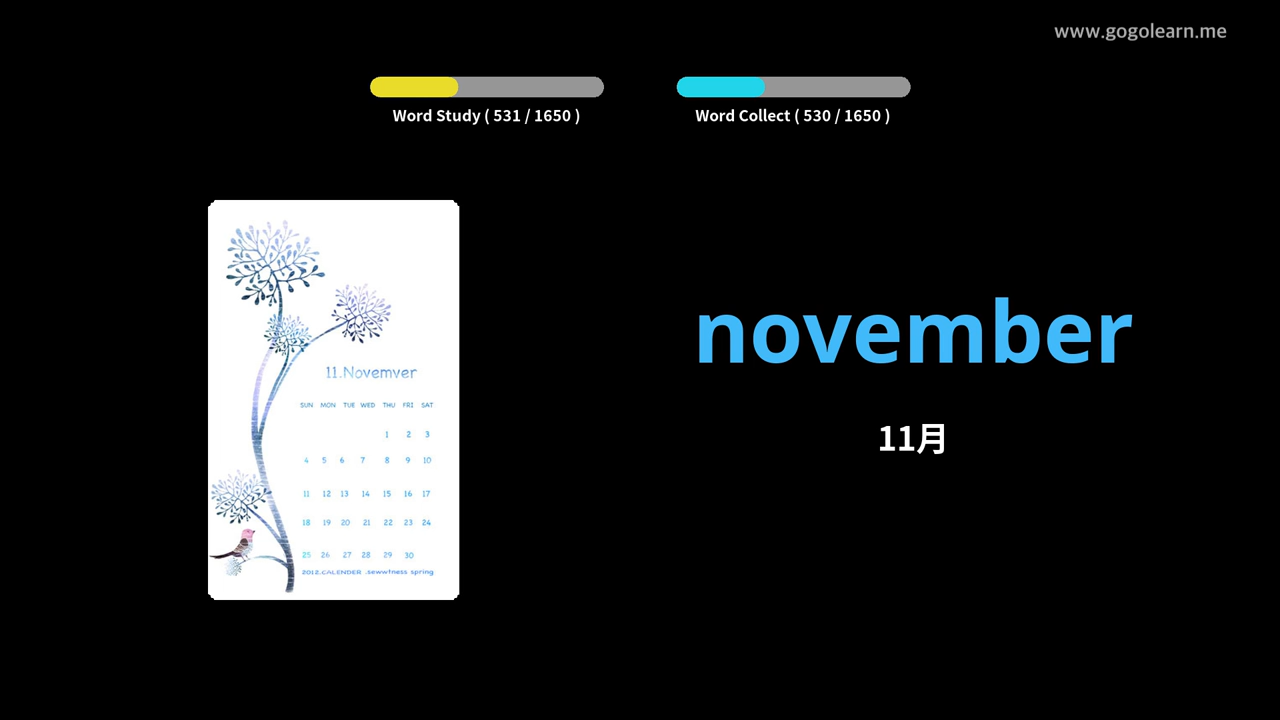 www.gogolearn.me
Word Study ( 531 / 1650 )
Word Collect ( 530 / 1650 )
november
11月
11.Novemver
SUN MON TUE WED THU FRI SAT
1 2 3
4 5 6 7 8 9 10
11 12 13 14 15 16 17
18 19 20 21 22 23 24
25 26 27 28 29 30
2012.CALENDER .sewwtness spring